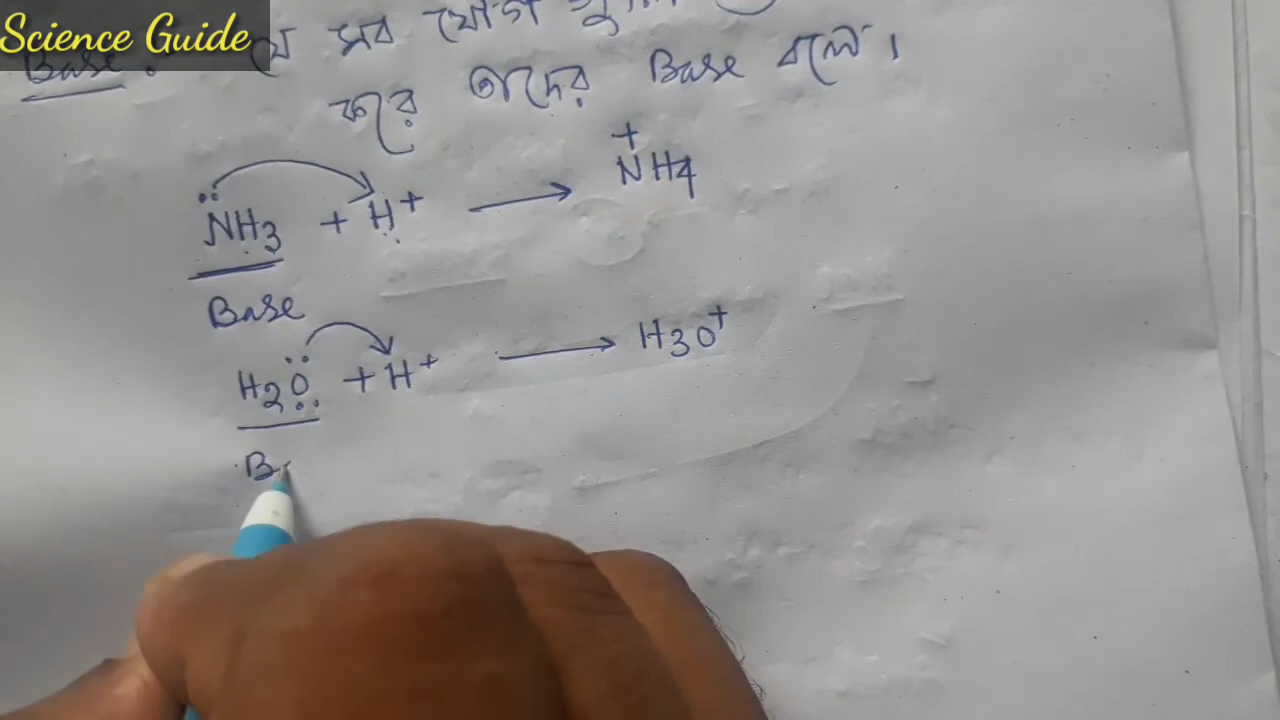 Science Guide
Base : যে সব যৌগ
করে তাদের Base বলে।
NH3 + H+ → +NH4
Base
H2O + H+ → H3O+
B